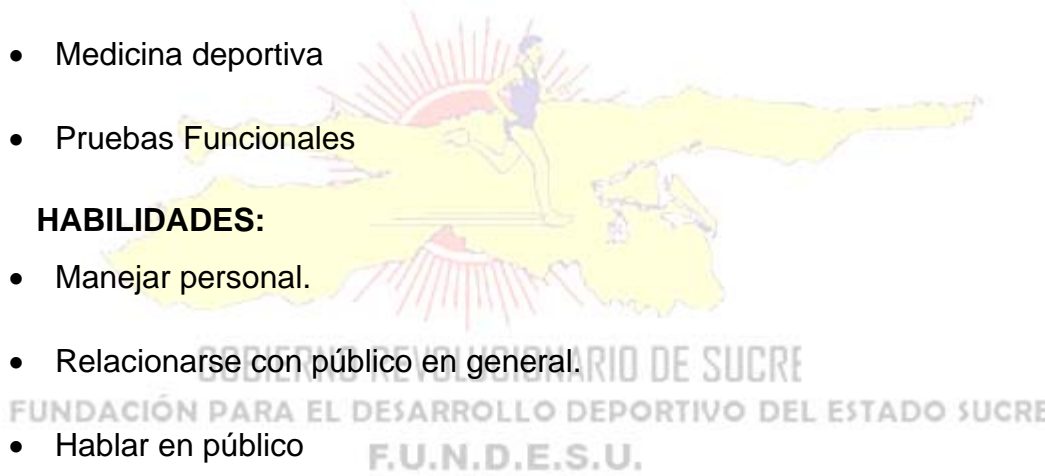 • Medicina deportiva
• Pruebas Funcionales
HABILIDADES:
• Manejar personal.
• Relacionarse con público en general.
GOBIERNO REVOLUCIONARIO DE SUCRE
FUNDACIÓN PARA EL DESARROLLO DEPORTIVO DEL ESTADO SUCRE
• Hablar en público
F.U.N.D.E.S.U.